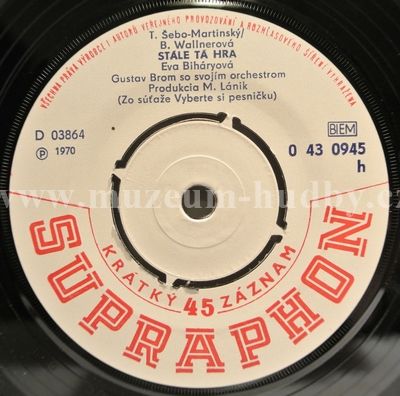 VŠECHNA PRÁVA VÝROBCE I AUTORŮ VEŘEJNÉHO PROVOZOVÁNÍ A ROZHLASOVÉHO ŠÍŘENÍ VYHRAZENA
T. Šebo-Martinský/
B. Wallnerová
STÁLE TÁ HRA
Eva Biháryová
Gustav Brom so svojím orchestrom
Produkcia M. Lánik
(Zo súťaže Vyberte si pesničku)
D 03864
Ⓟ 1970
BIEM
0 43 0945
h
www.muzeum-hudby.cz
KRÁTKÝ 45 ZÁZNAM
SUPRAPHON